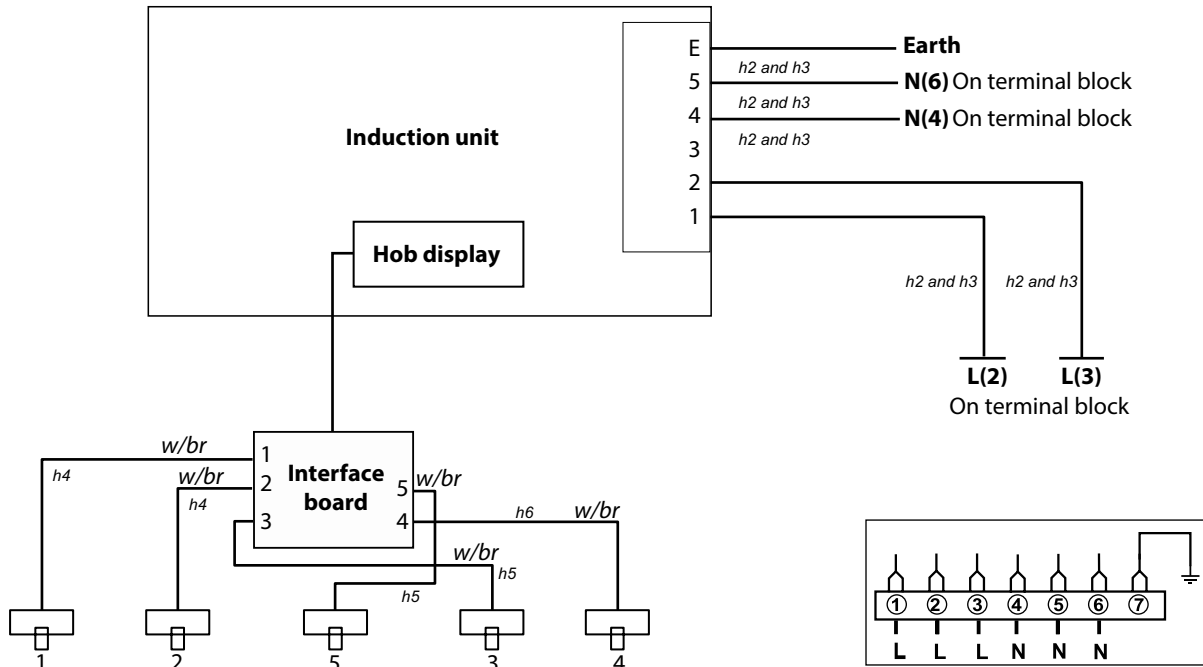 E
Earth
h2 and h3
5
N(6) On terminal block
h2 and h3
4
N(4) On terminal block
h2 and h3
Induction unit
3
2
1
Hob display
h2 and h3
h2 and h3
L(2)
L(3)
On terminal block
w/br
1
h4
w/br
2
h4
Interface
board
5
w/br
3
4
h6
w/br
w/br
h5
h5
1
2
5
3
4
1 2 3 4 5 6 7
L L L N N N